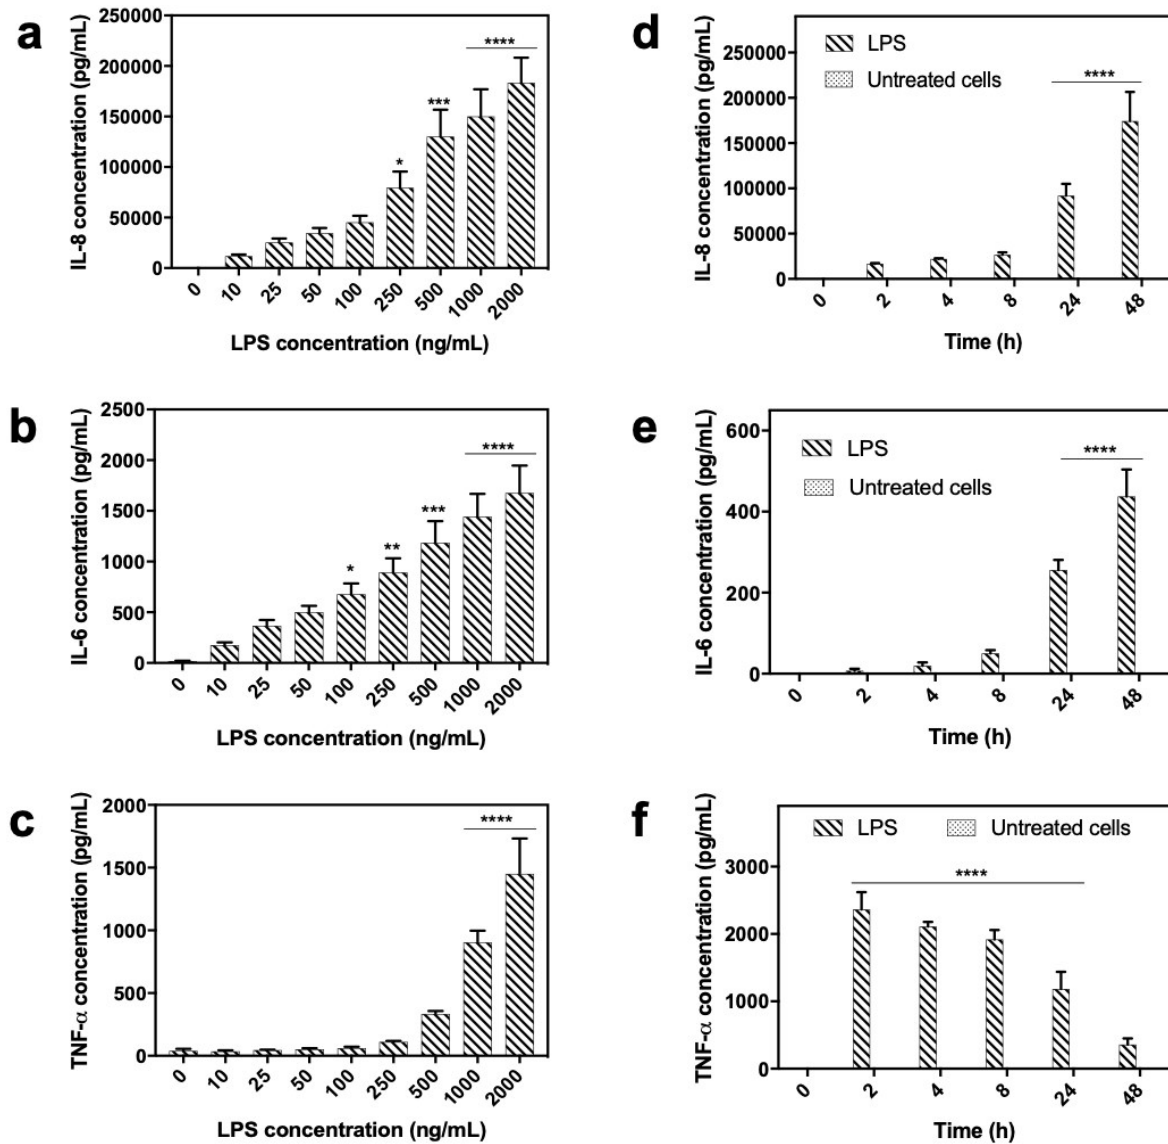 a
IL-8 concentration (pg/mL)
250000
200000
150000
100000
50000
0
****
***
*
0 10 25 50 100 250 500 1000 2000
LPS concentration (ng/mL)
d
IL-8 concentration (pg/mL)
250000
200000
150000
100000
50000
0
LPS
Untreated cells
****
0 2 4 8 24 48
Time (h)
b
IL-6 concentration (pg/mL)
2500
2000
1500
1000
500
0
****
***
**
*
0 10 25 50 100 250 500 1000 2000
LPS concentration (ng/mL)
e
IL-6 concentration (pg/mL)
600
400
200
0
LPS
Untreated cells
****
0 2 4 8 24 48
Time (h)
c
TNF-α concentration (pg/mL)
2000
1500
1000
500
0
****
0 10 25 50 100 250 500 1000 2000
LPS concentration (ng/mL)
f
TNF-α concentration (pg/mL)
3000
2000
1000
0
LPS Untreated cells
****
0 2 4 8 24 48
Time (h)